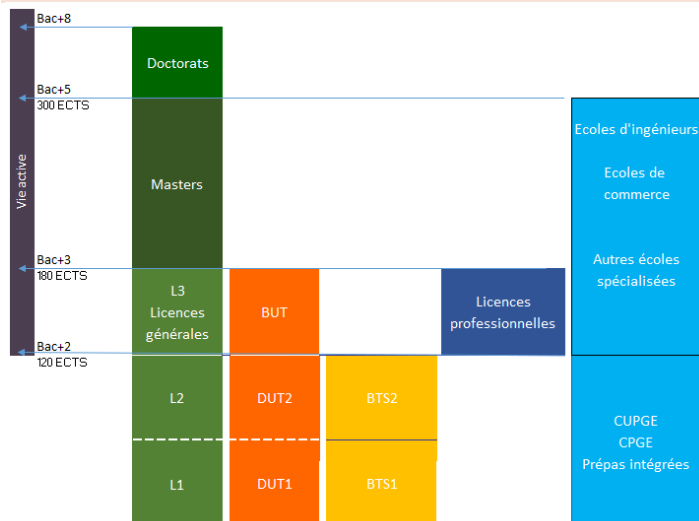 Bac+8
Doctorats
Bac+5
300 ECTS
Ecoles d'ingénieurs
Ecoles de
commerce
Masters
Vie active
Autres écoles
spécialisées
Bac+3
180 ECTS
L3
Licences
générales
BUT
Licences
professionnelles
Bac+2
120 ECTS
L2
DUT2
BTS2
CUPGE
CPGE
Prépas intégrées
L1
DUT1
BTS1